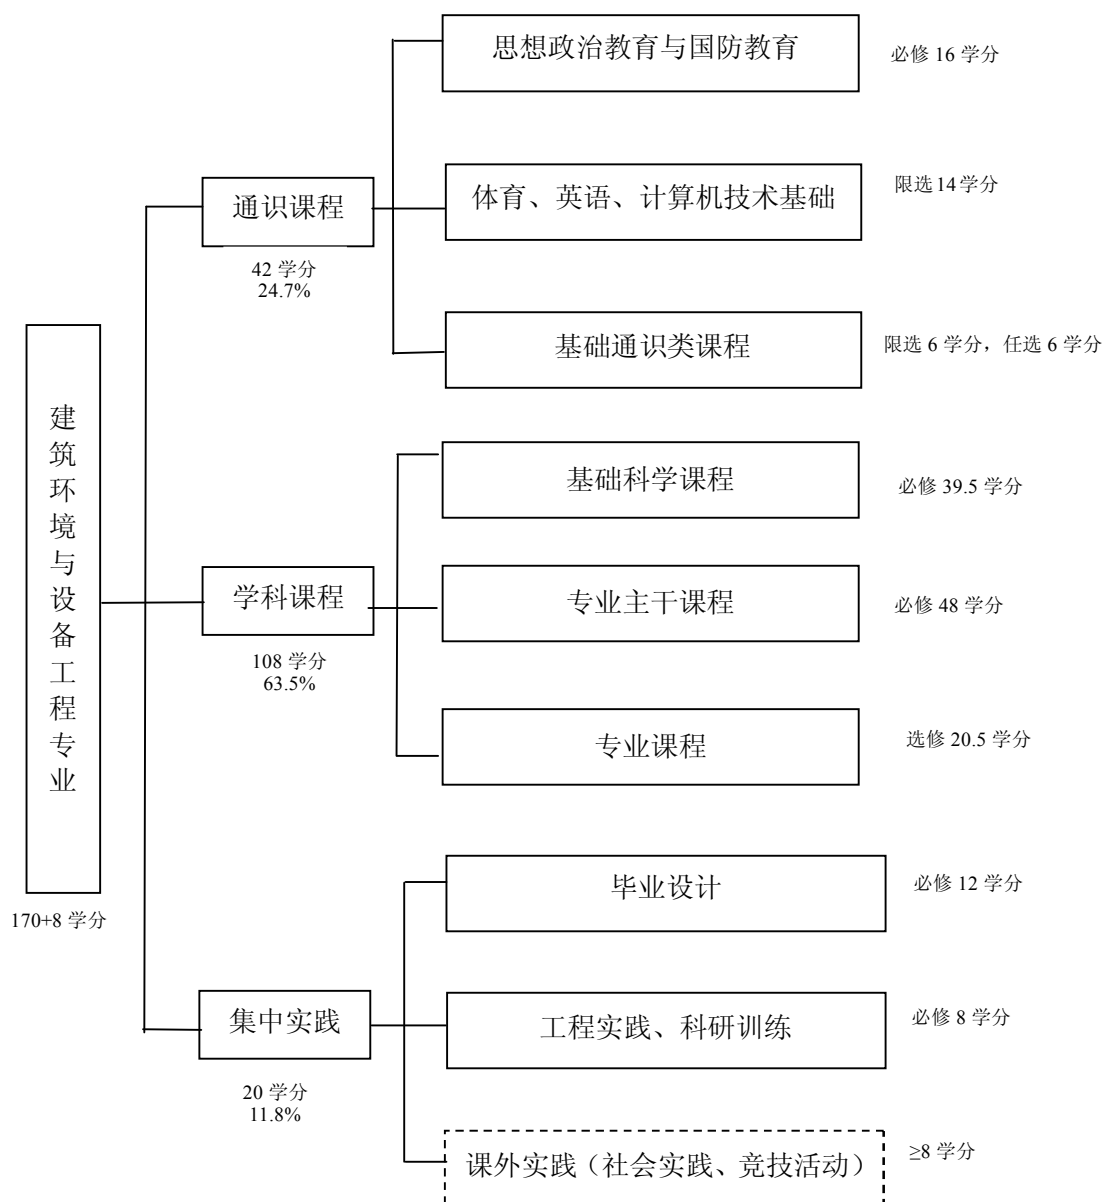 思想政治教育与国防教育
必修 16 学分
通识课程
42 学分
24.7%
体育、英语、计算机技术基础
限选 14 学分
基础通识类课程
限选 6 学分，任选 6 学分
建筑环境与设备工程专业
170+8 学分
基础科学课程
必修 39.5 学分
学科课程
108 学分
63.5%
专业主干课程
必修 48 学分
专业课程
选修 20.5 学分
毕业设计
必修 12 学分
集中实践
20 学分
11.8%
工程实践、科研训练
必修 8 学分
课外实践（社会实践、竞技活动）
≥8 学分